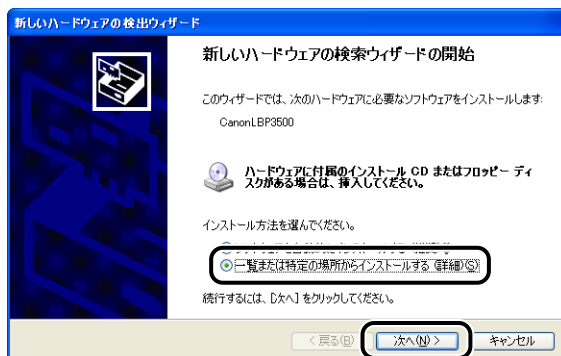 新しいハードウェアの検出ウィザード
新しいハードウェアの検索ウィザードの開始
このウィザードでは、次のハードウェアに必要なソフトウェアをインストールします:
CanonLBP3500
ハードウェアに付属のインストール CD またはフロッピー ディ
スクがある場合は、挿入してください。
インストール方法を選んでください。
一覧または特定の場所からインストールする (詳細)(S)
続行するには、[次へ] をクリックしてください。
< 戻る(B)
次へ(N) >
キャンセル